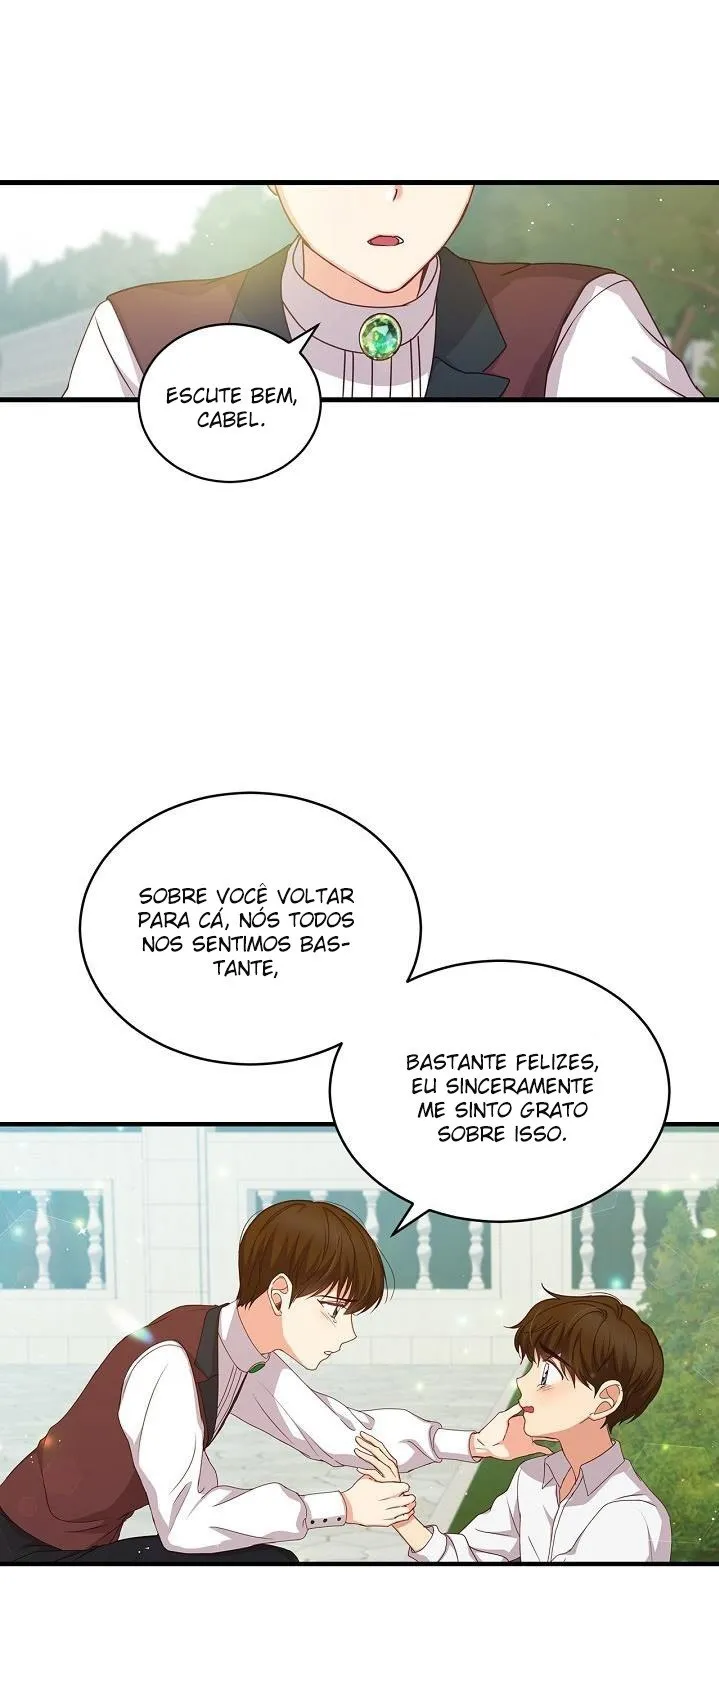 ESCUTE BEM,
CABEL.
SOBRE VOCÊ VOLTAR
PARA CÁ, NÓS TODOS
NOS SENTIMOS BAS-
TANTE,
BASTANTE FELIZES,
EU SINCERAMENTE
ME SINTO GRATO
SOBRE ISSO.